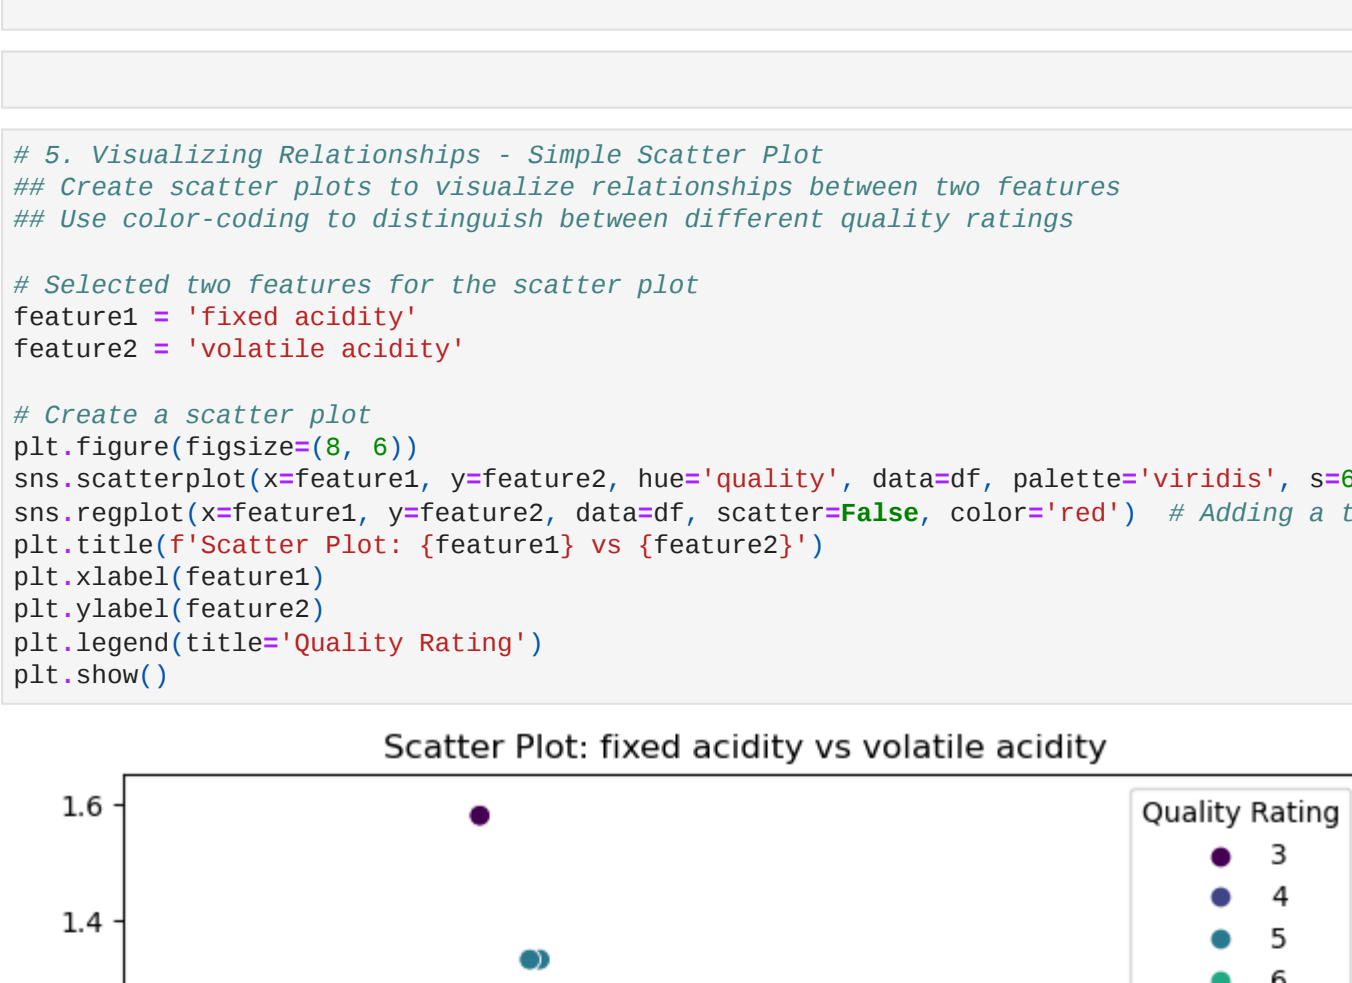 # 5. Visualizing Relationships - Simple Scatter Plot
## Create scatter plots to visualize relationships between two features
## Use color-coding to distinguish between different quality ratings
# Selected two features for the scatter plot
feature1 = 'fixed acidity'
feature2 = 'volatile acidity'
# Create a scatter plot
plt.figure(figsize=(8, 6))
sns.scatterplot(x=feature1, y=feature2, hue='quality', data=df, palette='viridis', s=6
sns.regplot(x=feature1, y=feature2, data=df, scatter=False, color='red')  # Adding a t
plt.title(f'Scatter Plot: {feature1} vs {feature2}')
plt.xlabel(feature1)
plt.ylabel(feature2)
plt.legend(title='Quality Rating')
plt.show()
Scatter Plot: fixed acidity vs volatile acidity
1.6
1.4
Quality Rating
3
4
5
6